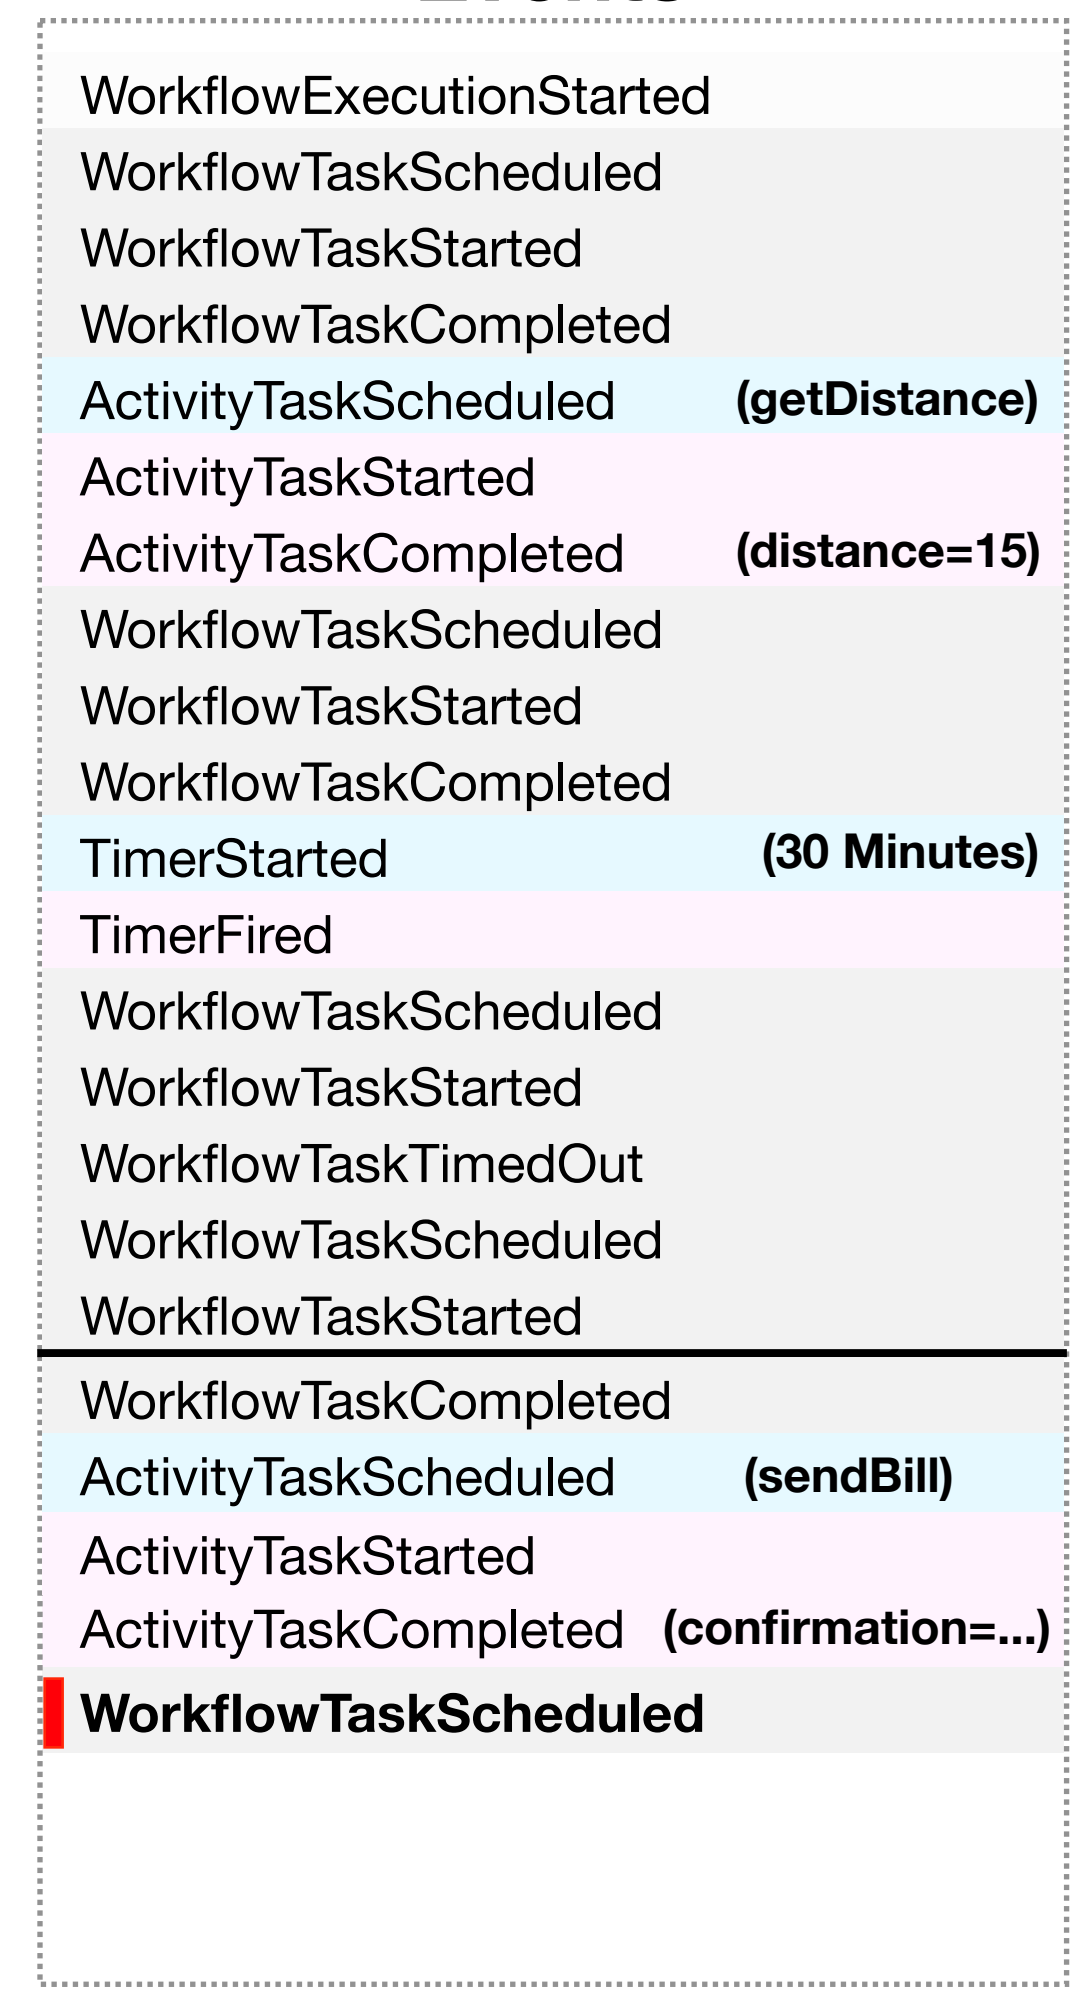 WorkflowExecutionStarted
WorkflowTaskScheduled
WorkflowTaskStarted
WorkflowTaskCompleted
ActivityTaskScheduled (getDistance)
ActivityTaskStarted
ActivityTaskCompleted (distance=15)
WorkflowTaskScheduled
WorkflowTaskStarted
WorkflowTaskCompleted
TimerStarted (30 Minutes)
TimerFired
WorkflowTaskScheduled
WorkflowTaskStarted
WorkflowTaskTimedOut
WorkflowTaskScheduled
WorkflowTaskStarted
WorkflowTaskCompleted
ActivityTaskScheduled (sendBill)
ActivityTaskStarted
ActivityTaskCompleted (confirmation=...)
WorkflowTaskScheduled